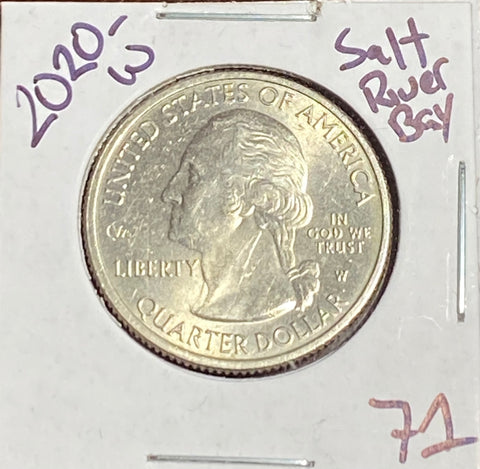 2020-
W
Salt
River
Bay
UNITED STATES OF AMERICA
IN
GOD WE
TRUST
LIBERTY
W
QUARTER DOLLAR
71